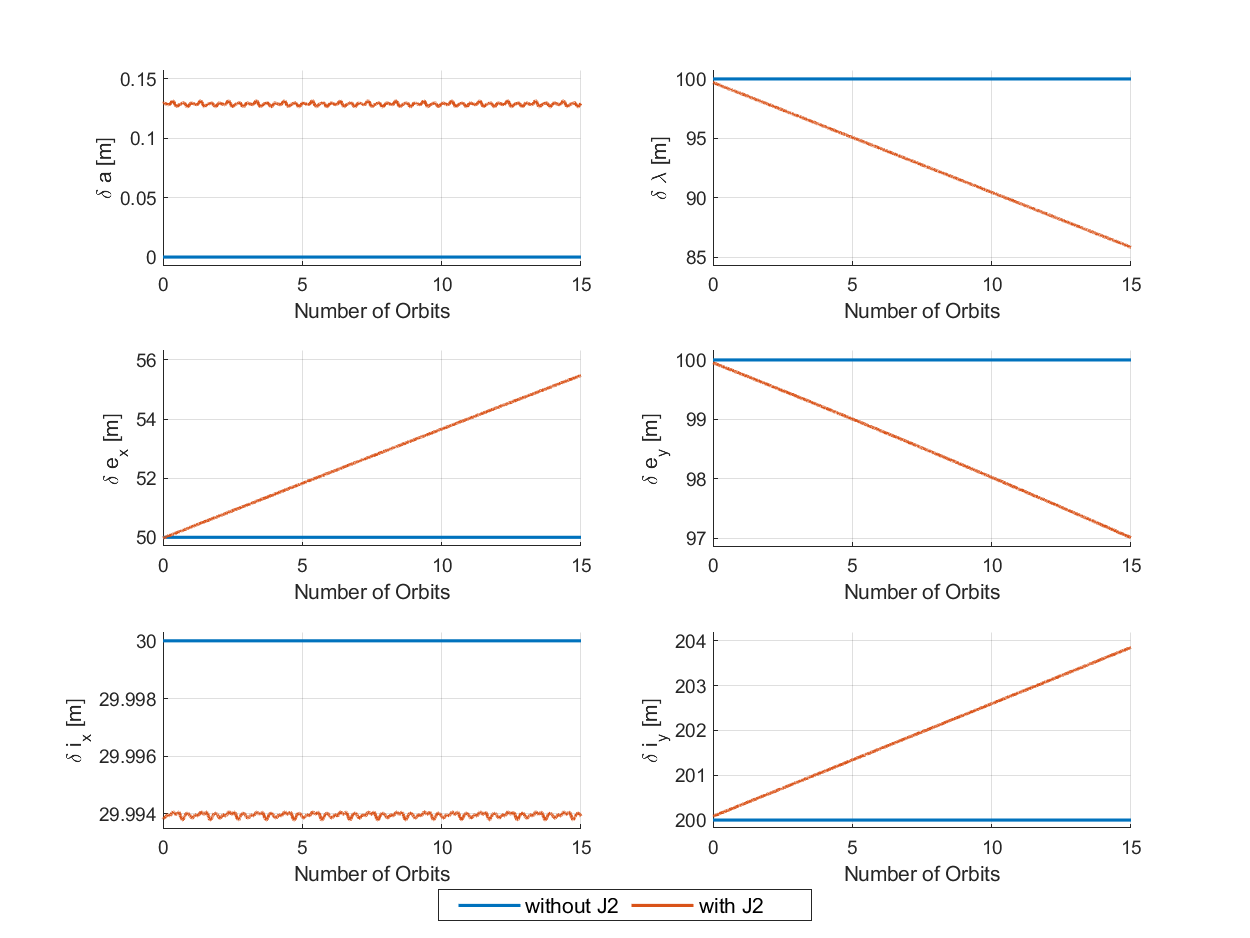 δ a [m]
0.15
0.1
0.05
0
0 5 10 15
Number of Orbits
δ λ [m]
100
95
90
85
0 5 10 15
Number of Orbits
δ e_x [m]
56
54
52
50
0 5 10 15
Number of Orbits
δ e_y [m]
100
99
98
97
0 5 10 15
Number of Orbits
δ i_x [m]
30
29.998
29.996
29.994
0 5 10 15
Number of Orbits
δ i_y [m]
204
203
202
201
200
0 5 10 15
Number of Orbits
without J2 with J2